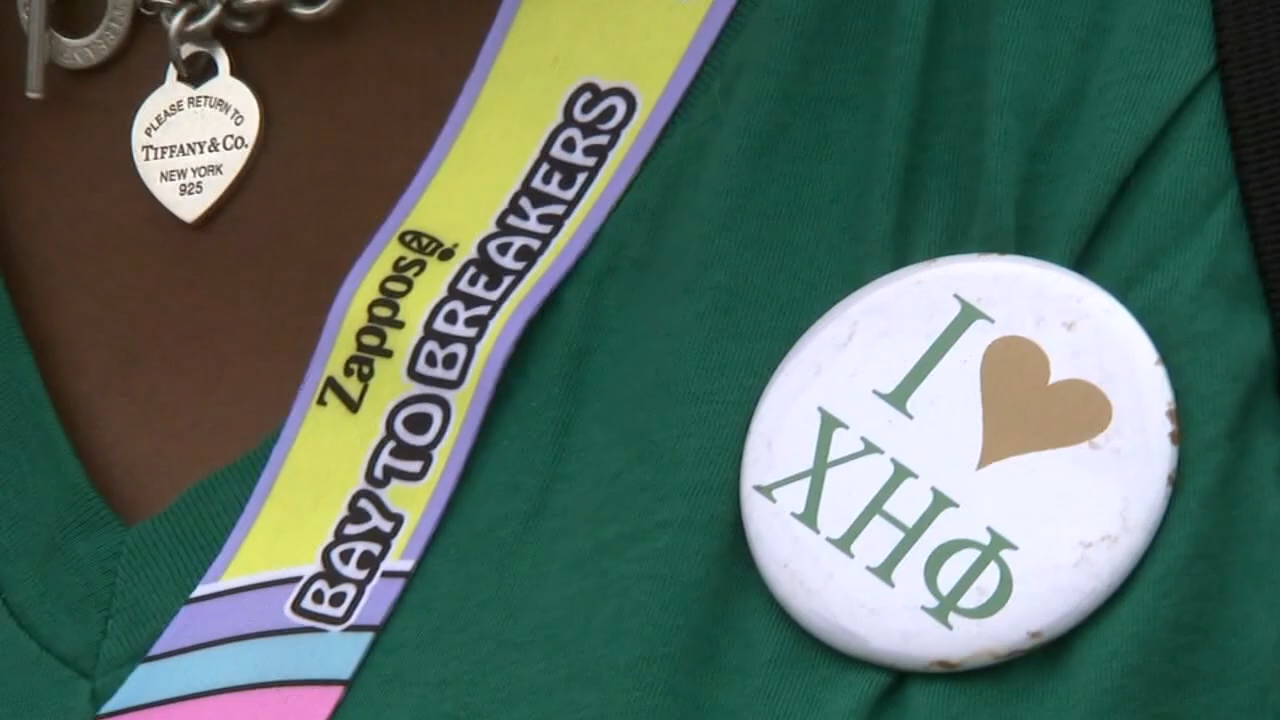 PLEASE RETURN TO
TIFFANY & CO.
NEW YORK
925
Zappos
BAY TO BREAKERS
I
ΧΗΦ